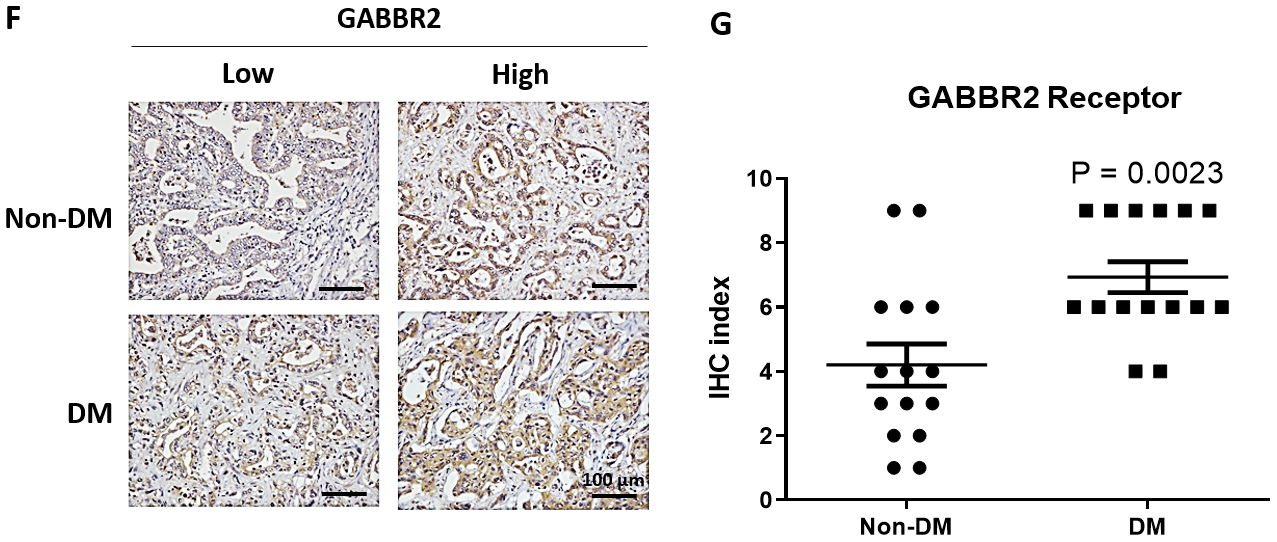 F
GABBR2
Low
High
Non-DM
DM
100 µm
G
GABBR2 Receptor
P = 0.0023
IHC index
10
8
6
4
2
0
Non-DM
DM